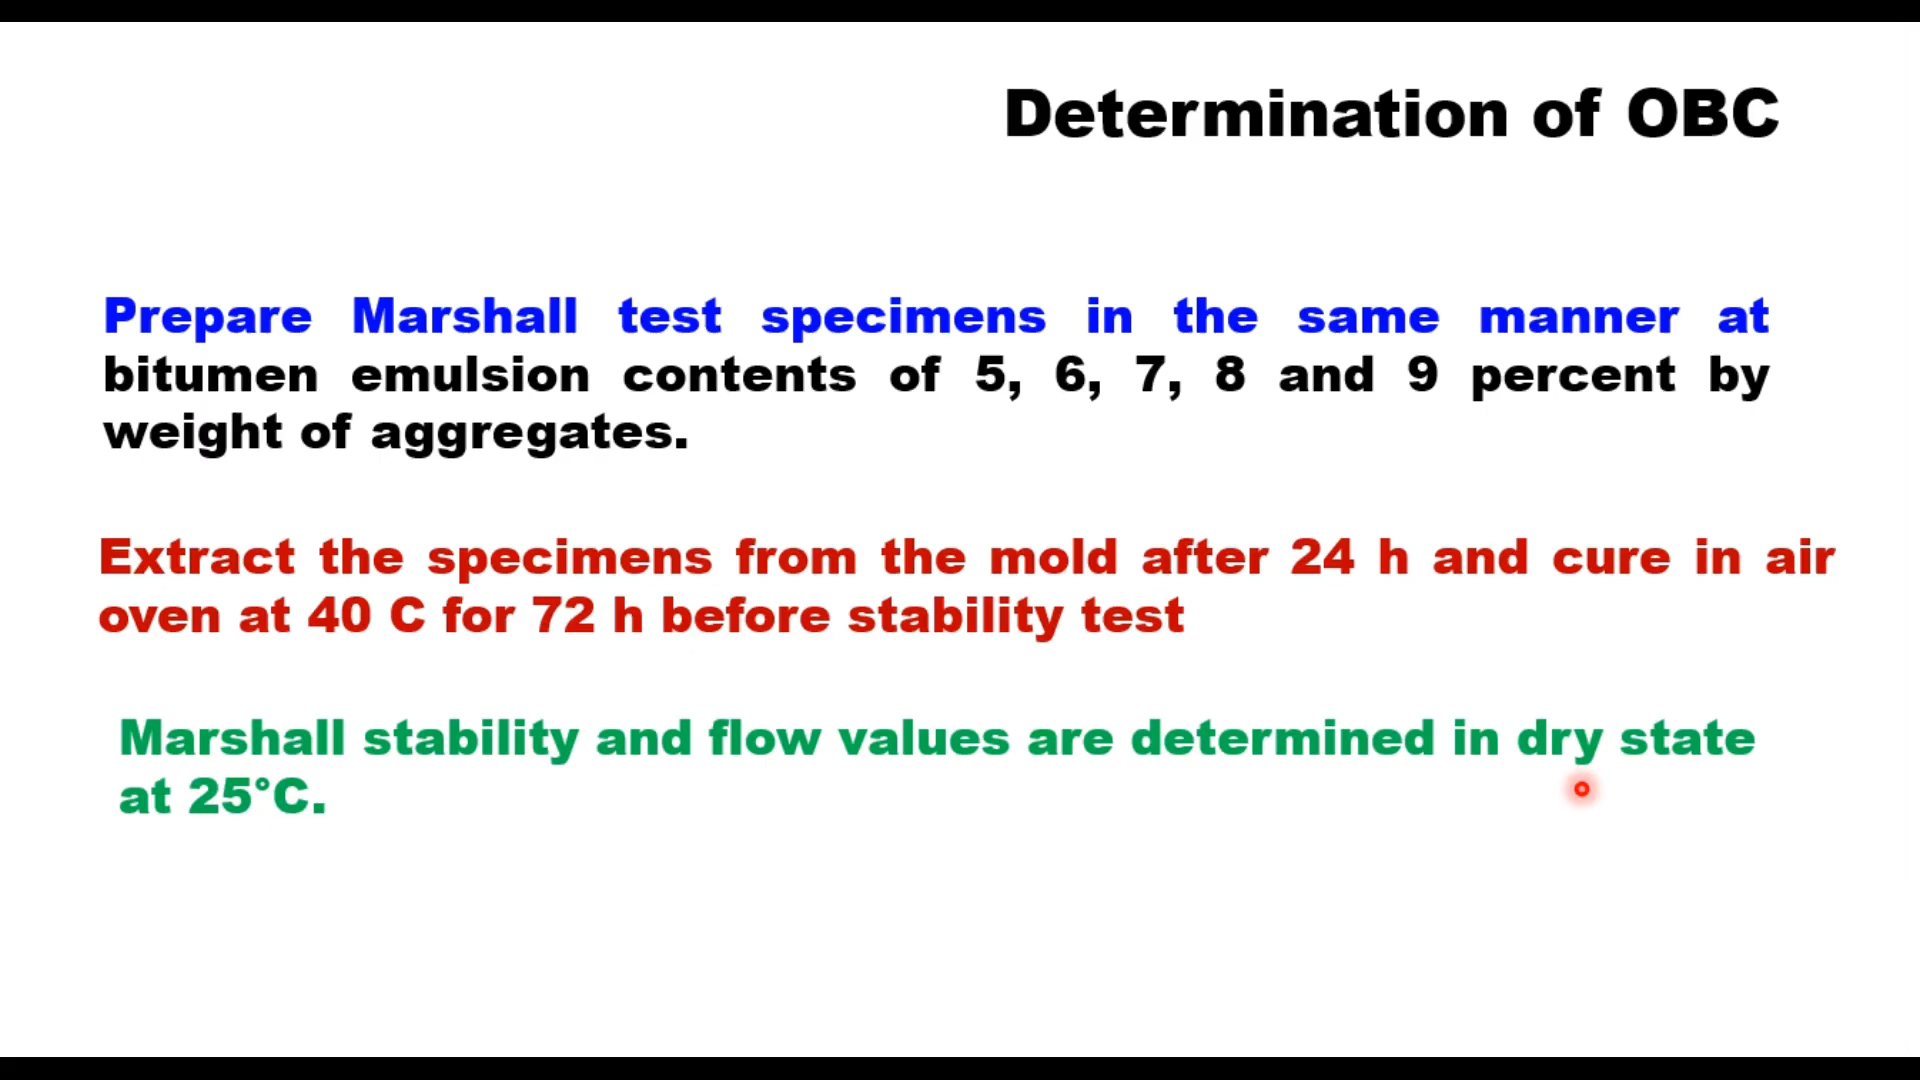 Determination of OBC
Prepare Marshall test specimens in the same manner at
bitumen emulsion contents of 5, 6, 7, 8 and 9 percent by
weight of aggregates.
Extract the specimens from the mold after 24 h and cure in air
oven at 40 C for 72 h before stability test
Marshall stability and flow values are determined in dry state
at 25°C.